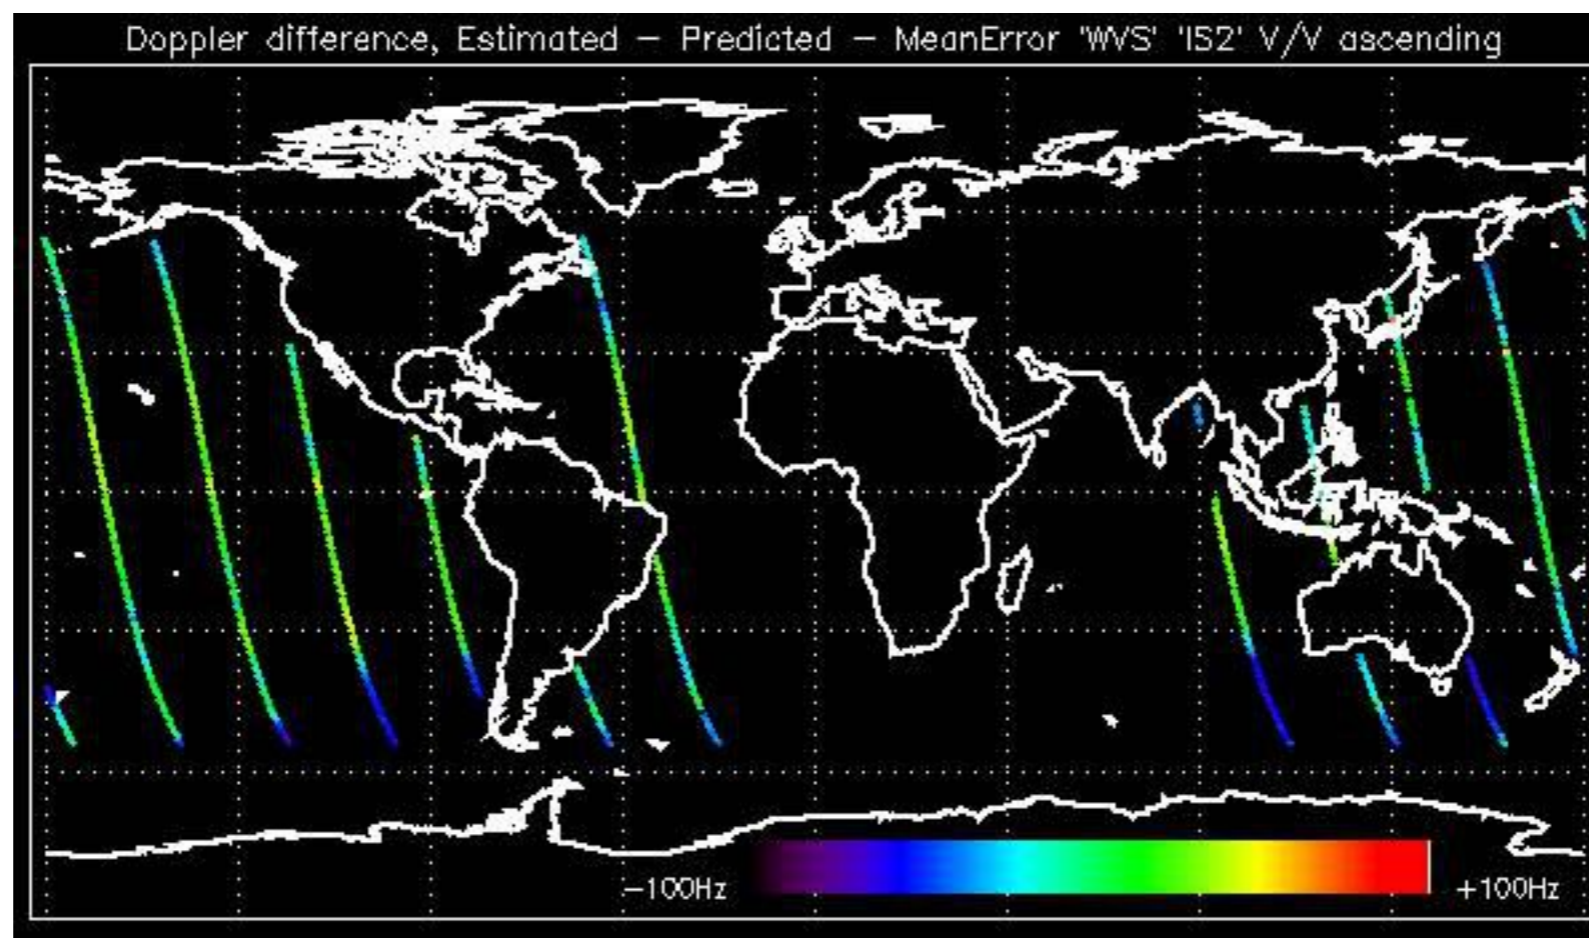 Doppler difference, Estimated – Predicted – MeanError 'WVS' 'IS2' V/V ascending
–100Hz +100Hz